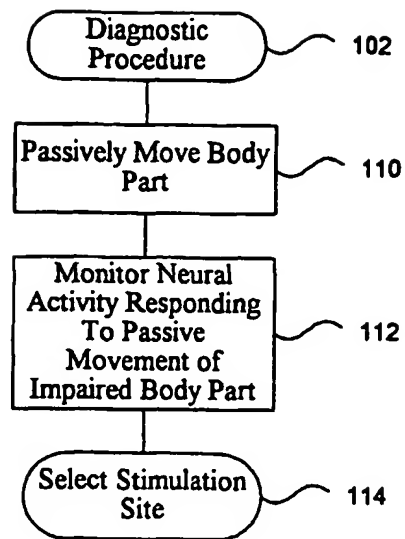 Diagnostic
Procedure
102
Passively Move Body
Part
110
Monitor Neural
Activity Responding
To Passive
Movement of
Impaired Body Part
112
Select Stimulation
Site
114